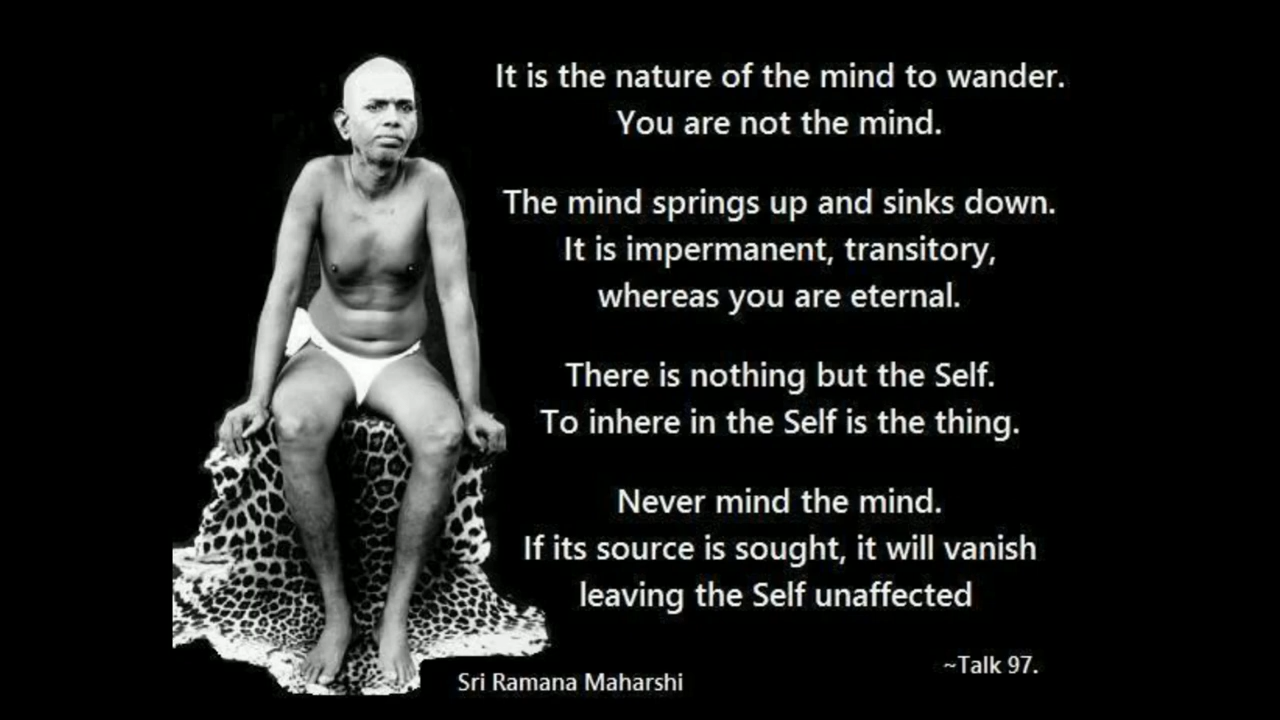 It is the nature of the mind to wander.
You are not the mind.
The mind springs up and sinks down.
It is impermanent, transitory,
whereas you are eternal.
There is nothing but the Self.
To inhere in the Self is the thing.
Never mind the mind.
If its source is sought, it will vanish
leaving the Self unaffected
~Talk 97.
Sri Ramana Maharshi